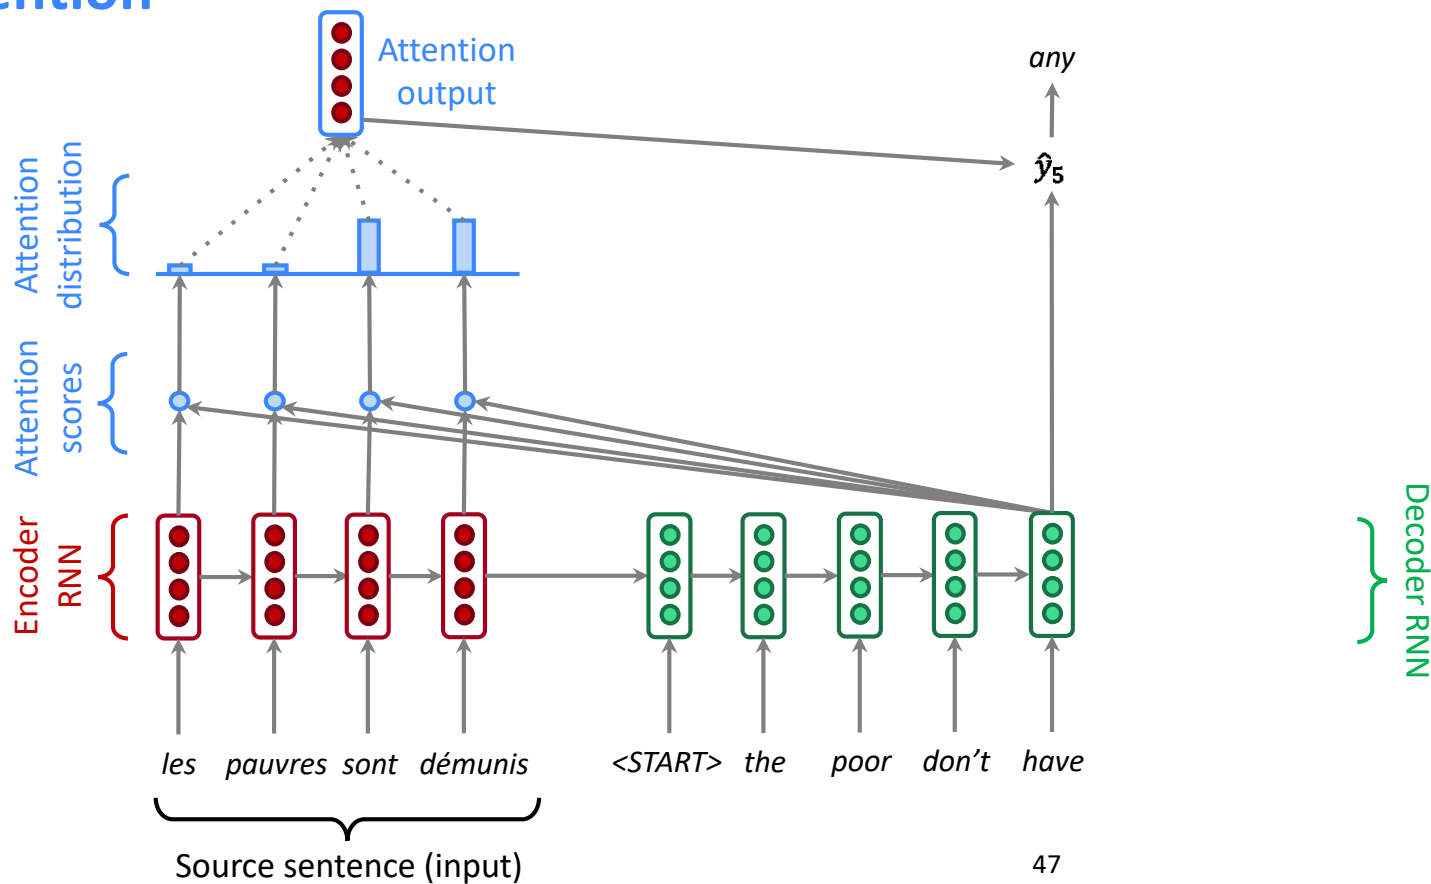 Attention
output
any
ŷ₅
Attention
distribution
Attention
scores
Encoder
RNN
Decoder RNN
les pauvres sont démunis <START> the poor don't have
Source sentence (input)
47